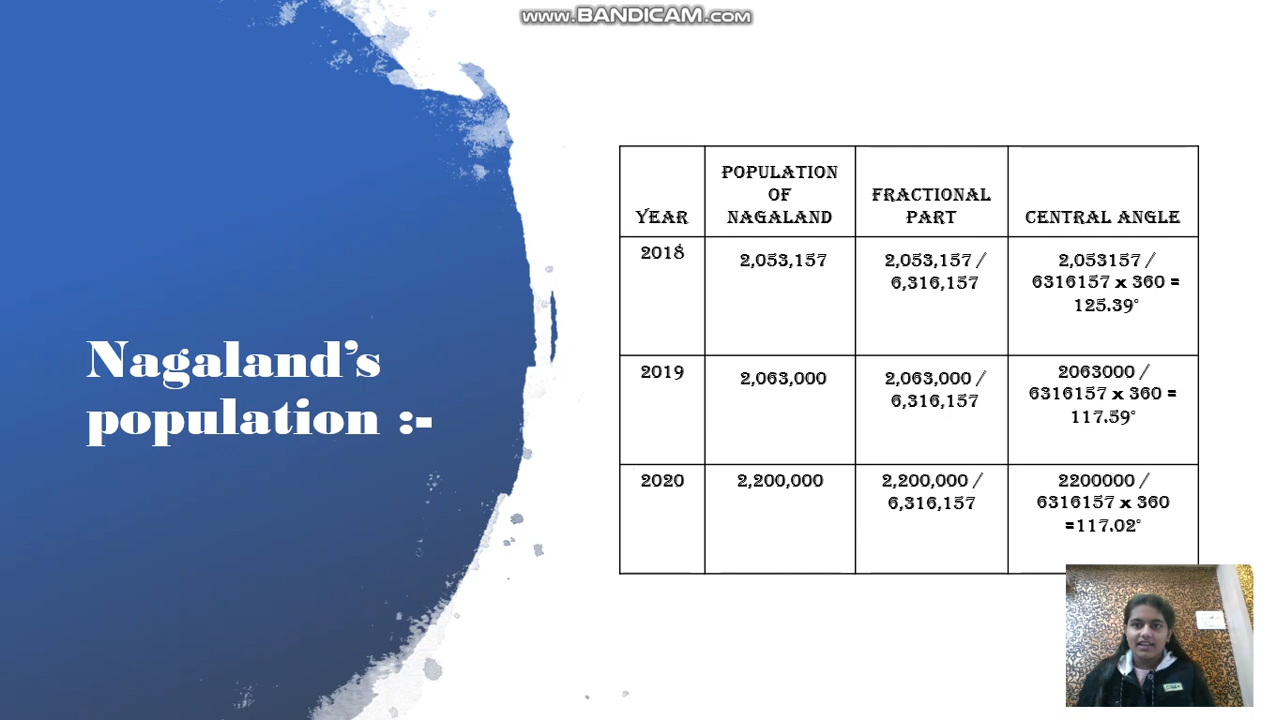 www.BANDICAM.com
Nagaland's
population :-
YEAR
POPULATION
OF
NAGALAND
FRACTIONAL
PART
CENTRAL ANGLE
2018
2,053,157
2,053,157 /
6,316,157
2,053157 /
6316157 x 360 =
125.39°
2019
2,063,000
2,063,000 /
6,316,157
2063000 /
6316157 x 360 =
117.59°
2020
2,200,000
2,200,000 /
6,316,157
2200000 /
6316157 x 360
=117.02°